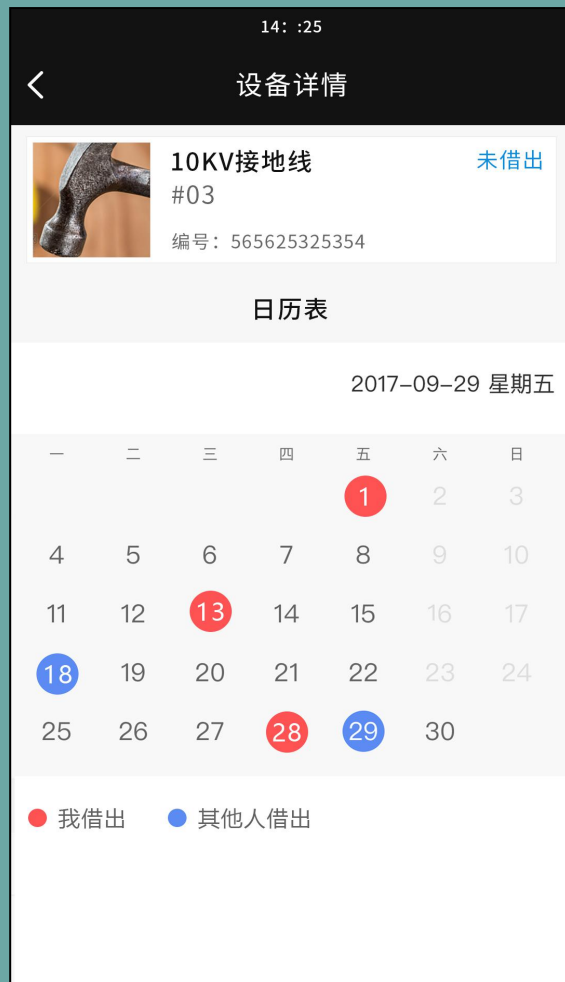 14: :25
设备详情
10KV接地线 未借出
#03
编号: 565625325354
日历表
2017-09-29 星期五
一 二 三 四 五 六 日
1 2 3
4 5 6 7 8 9 10
11 12 13 14 15 16 17
18 19 20 21 22 23 24
25 26 27 28 29 30
我借出 其他人借出